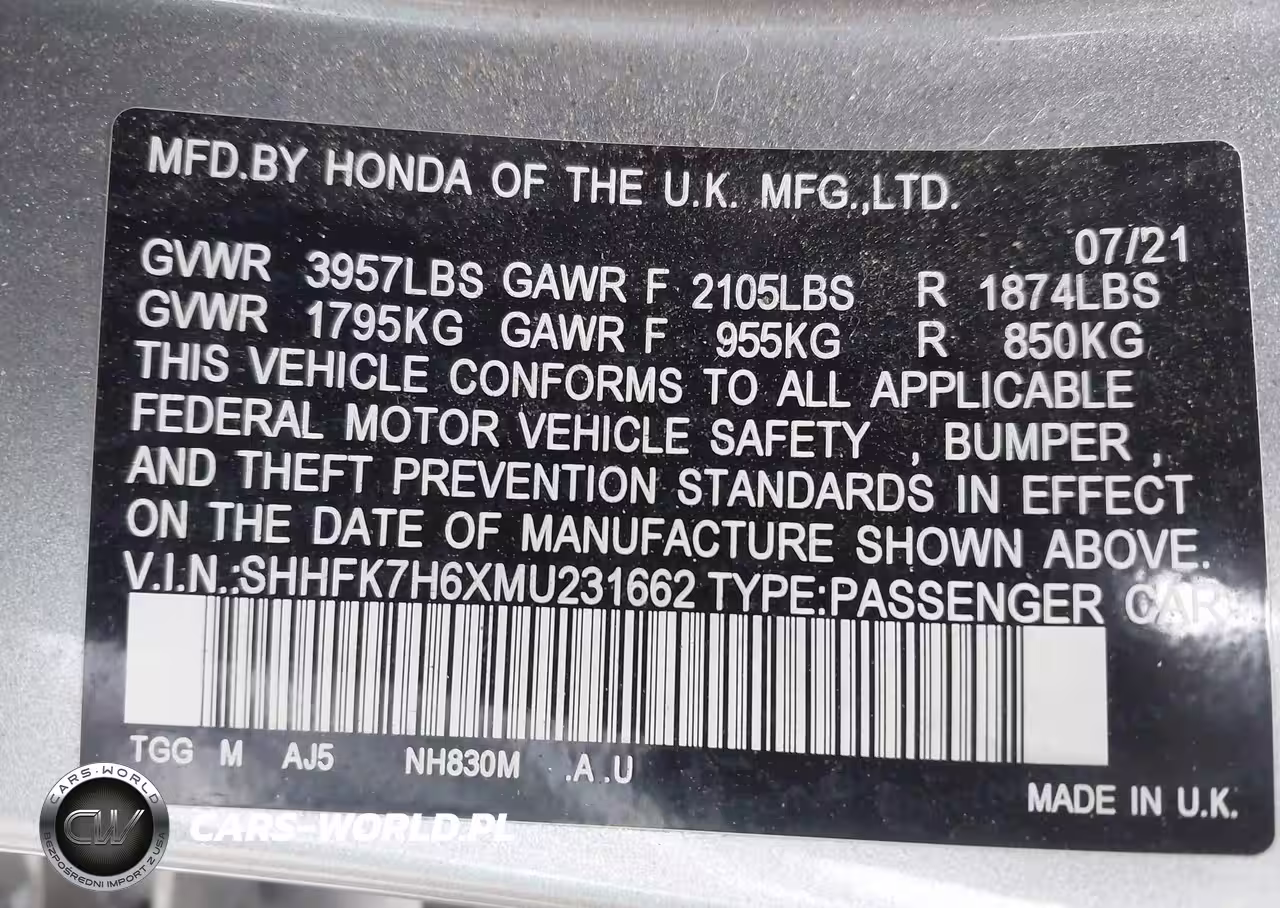 MFD.BY HONDA OF THE U.K. MFG.,LTD.
07/21
GVWR 3957LBS GAWR F 2105LBS R 1874LBS
GVWR 1795KG GAWR F 955KG R 850KG
THIS VEHICLE CONFORMS TO ALL APPLICABLE
FEDERAL MOTOR VEHICLE SAFETY , BUMPER ,
AND THEFT PREVENTION STANDARDS IN EFFECT
ON THE DATE OF MANUFACTURE SHOWN ABOVE.
V.I.N.:SHHFK7H6XMU231662 TYPE:PASSENGER CAR
TGG M AJ5 NH830M .A .U
MADE IN U.K.
CARS-WORLD
CW
BEZPOŚREDNI IMPORT Z USA
CARS-WORLD.PL